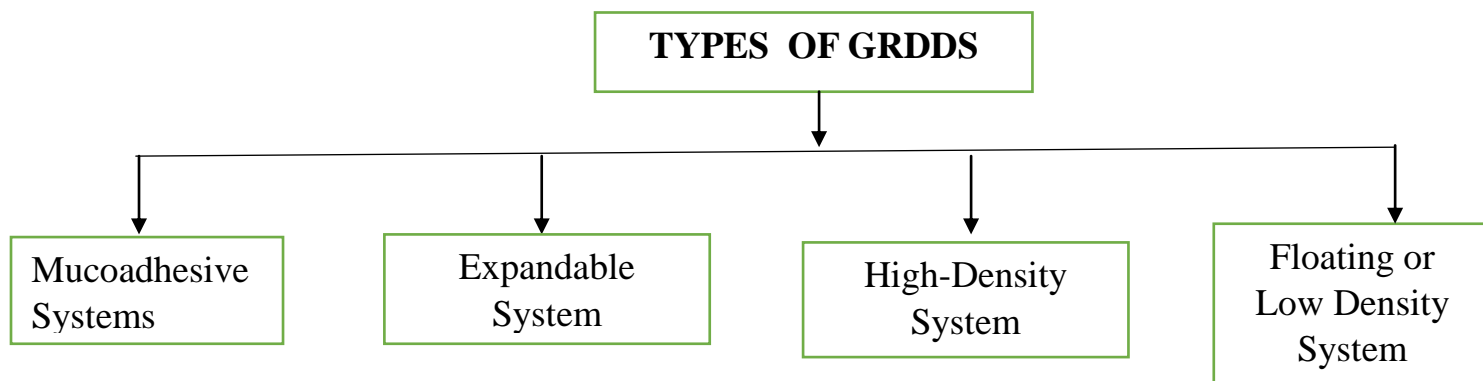 TYPES OF GRDDS
Mucoadhesive
Systems
Expandable
System
High-Density
System
Floating or
Low Density
System